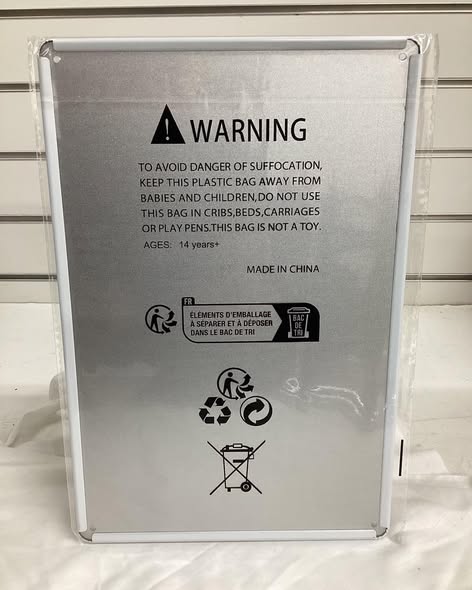 WARNING
TO AVOID DANGER OF SUFFOCATION,
KEEP THIS PLASTIC BAG AWAY FROM
BABIES AND CHILDREN,DO NOT USE
THIS BAG IN CRIBS,BEDS,CARRIAGES
OR PLAY PENS.THIS BAG IS NOT A TOY.
AGES: 14 years+
MADE IN CHINA
FR
ÉLÉMENTS D'EMBALLAGE
À SÉPARER ET À DÉPOSER
DANS LE BAC DE TRI
BAC
DE
TRI